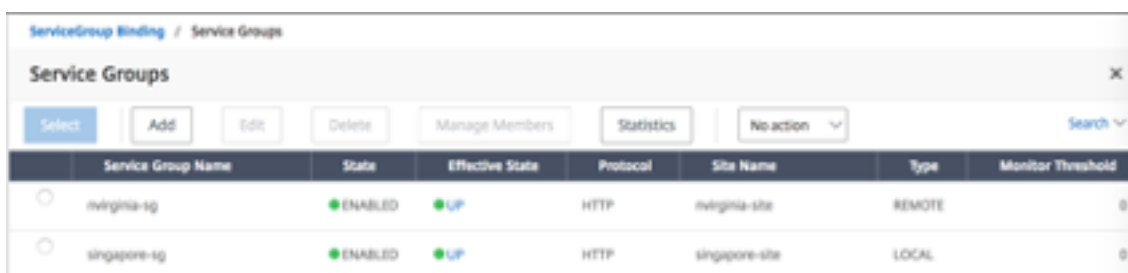 ServiceGroup Binding / Service Groups
Service Groups
Select Add Edit Delete Manage Members Statistics No action Search
Service Group Name State Effective State Protocol Site Name Type Monitor Threshold
nvirginia-sg ENABLED UP HTTP nvirginia-site REMOTE 0
singapore-sg ENABLED UP HTTP singapore-site LOCAL 0